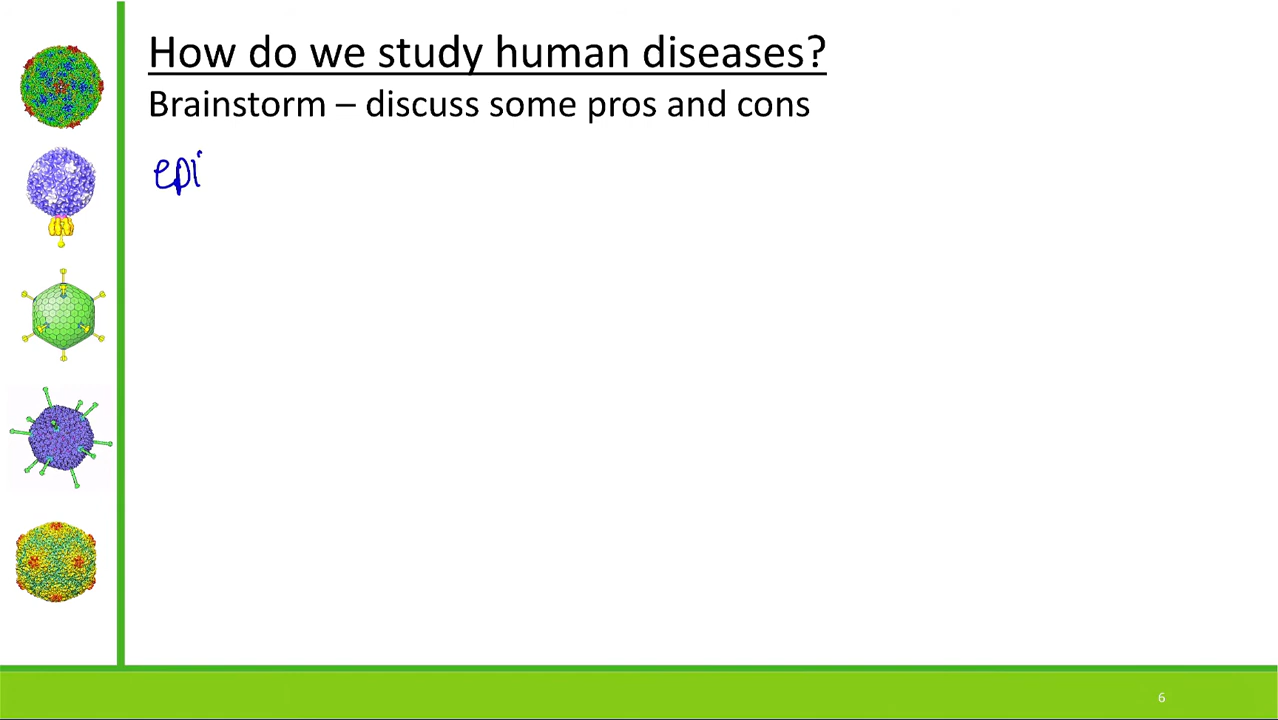 How do we study human diseases?
Brainstorm – discuss some pros and cons
epi
6